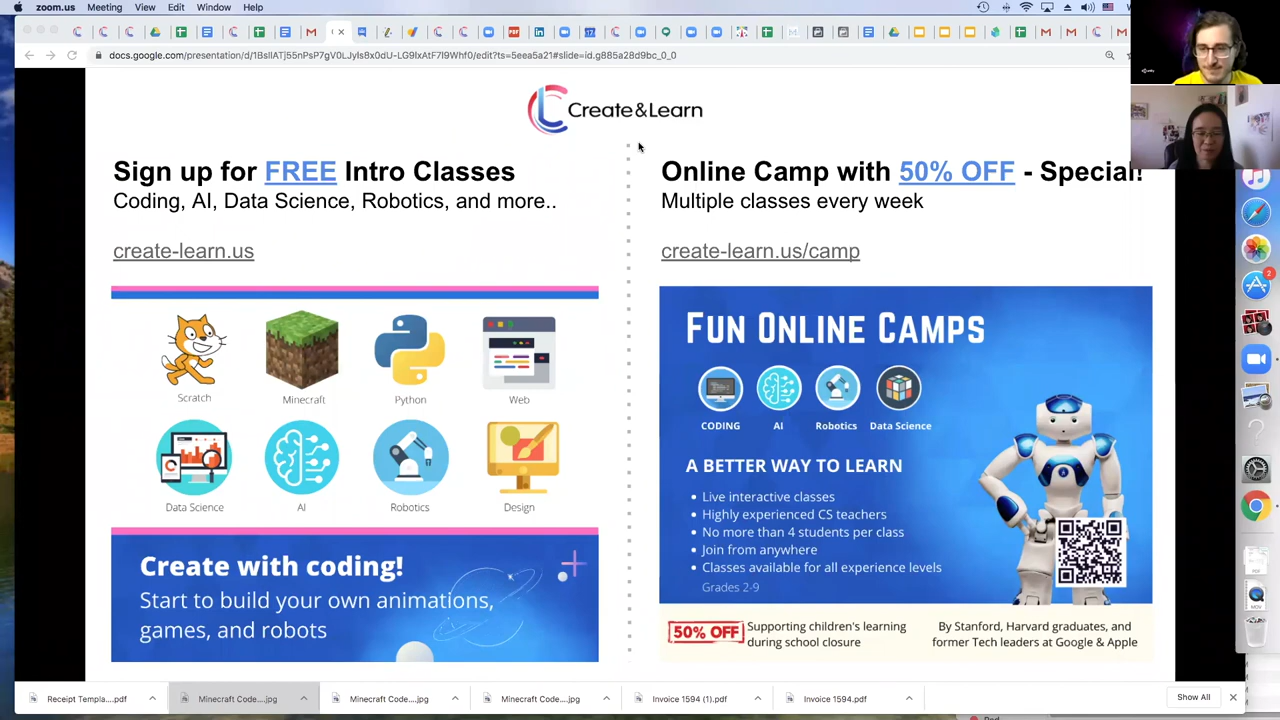 zoom.us Meeting View Edit Window Help
docs.google.com/presentation/d/18sIIATj55nPsP7gV0LJyIs8x0dU-LG9IxAtF7I9Whf0/edit?ts=5eea5a21#slide=id.g885a28d9bc_0_0
Create&Learn
Sign up for FREE Intro Classes
Coding, AI, Data Science, Robotics, and more..
create-learn.us
Scratch
Minecraft
Python
Web
Data Science
AI
Robotics
Design
Create with coding!
Start to build your own animations,
games, and robots
Online Camp with 50% OFF - Special!
Multiple classes every week
create-learn.us/camp
FUN ONLINE CAMPS
CODING
AI
Robotics
Data Science
A BETTER WAY TO LEARN
• Live interactive classes
• Highly experienced CS teachers
• No more than 4 students per class
• Join from anywhere
• Classes available for all experience levels
Grades 2-9
50% OFF
Supporting children's learning
during school closure
By Stanford, Harvard graduates, and
former Tech leaders at Google & Apple
2
17
PDF
MOV
Receipt Templa....pdf
Minecraft Code....jpg
Minecraft Code....jpg
Minecraft Code....jpg
Invoice 1594 (1).pdf
Invoice 1594.pdf
Show All